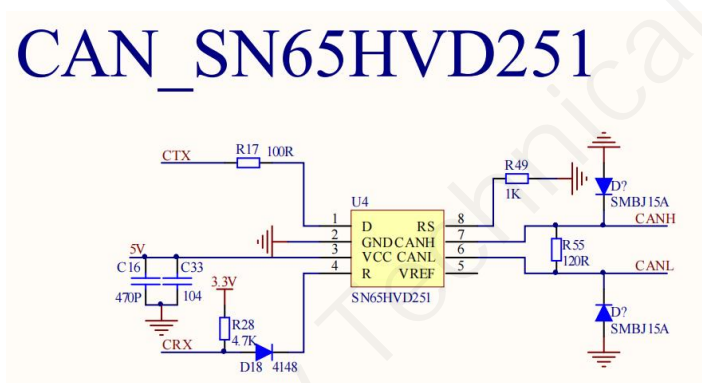 CAN_SN65HVD251
CTX
R17 100R
R49
1K
D?
SMBJ15A
U4
1 D RS 8
2 GND CANH 7
3 VCC CANL 6
4 R VREF 5
SN65HVD251
CANH
R55
120R
CANL
5V
C16
470P
C33
104
3.3V
R28
4.7K
CRX
D18 4148
D?
SMBJ15A
Technical